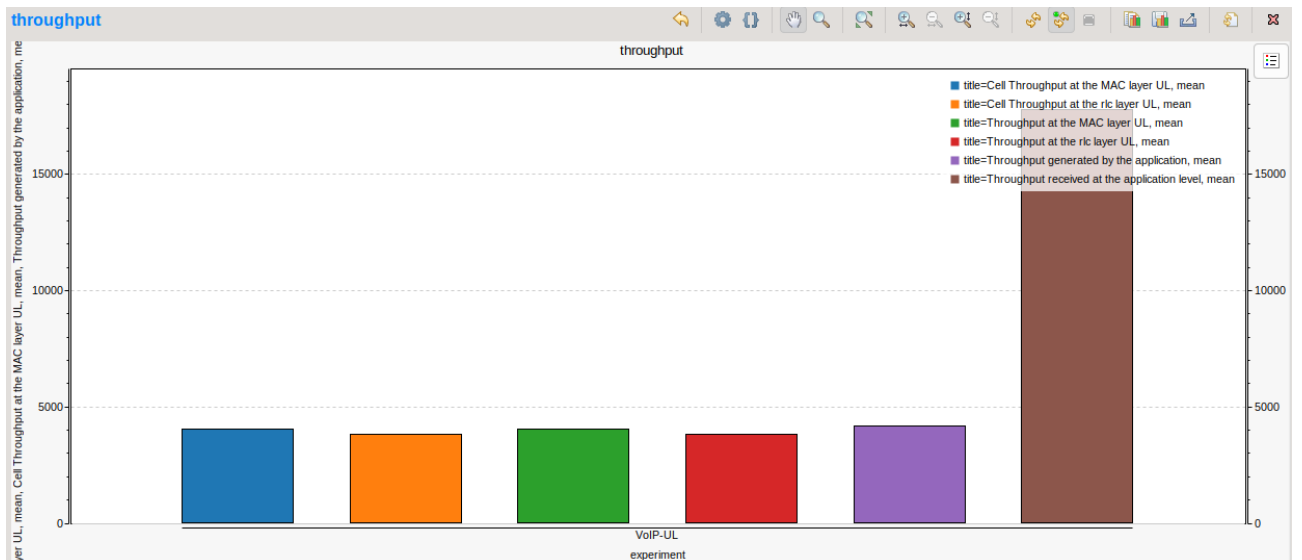 throughput
throughput
yer UL, mean, Cell Throughput at the MAC layer UL, mean, Throughput generated by the application, me
title=Cell Throughput at the MAC layer UL, mean
title=Cell Throughput at the rlc layer UL, mean
title=Throughput at the MAC layer UL, mean
title=Throughput at the rlc layer UL, mean
title=Throughput generated by the application, mean
title=Throughput received at the application level, mean
15000
15000
10000
10000
5000
5000
0
0
VoIP-UL
experiment